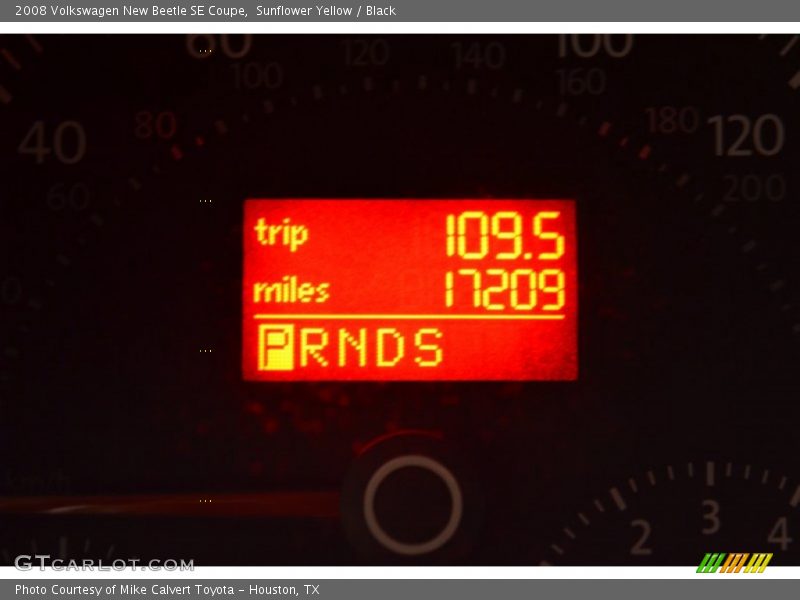 2008 Volkswagen New Beetle SE Coupe,  Sunflower Yellow / Black
60 100
100 120 140 160
40 80 180 120
60 200
trip 109.5
miles 17209
PRNDS
2 3 4
GTCARLOT.COM
Photo Courtesy of Mike Calvert Toyota – Houston, TX